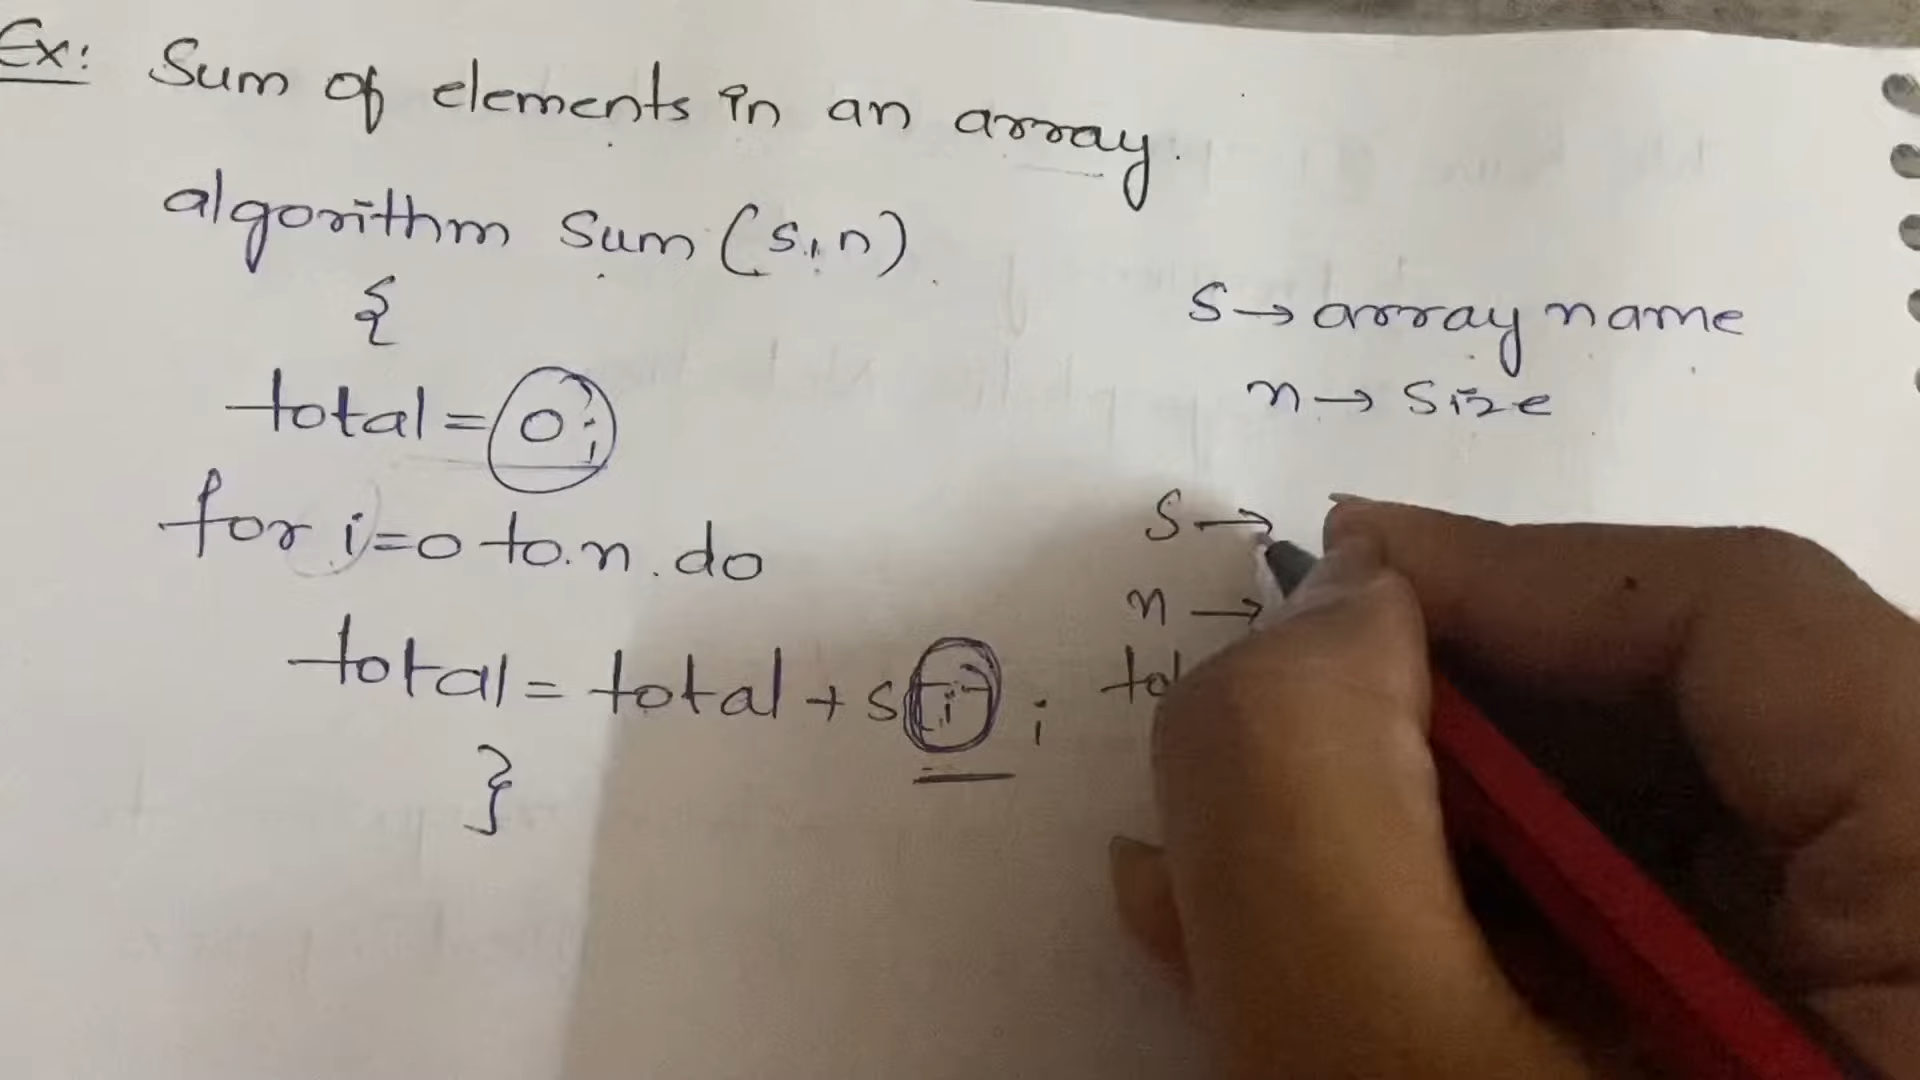 Ex: Sum of elements in an array.
algorithm Sum (s, n)
{
total = 0;
for i=0 to n do
total = total + s[i];
}
S → array name
n → Size
S →
n →